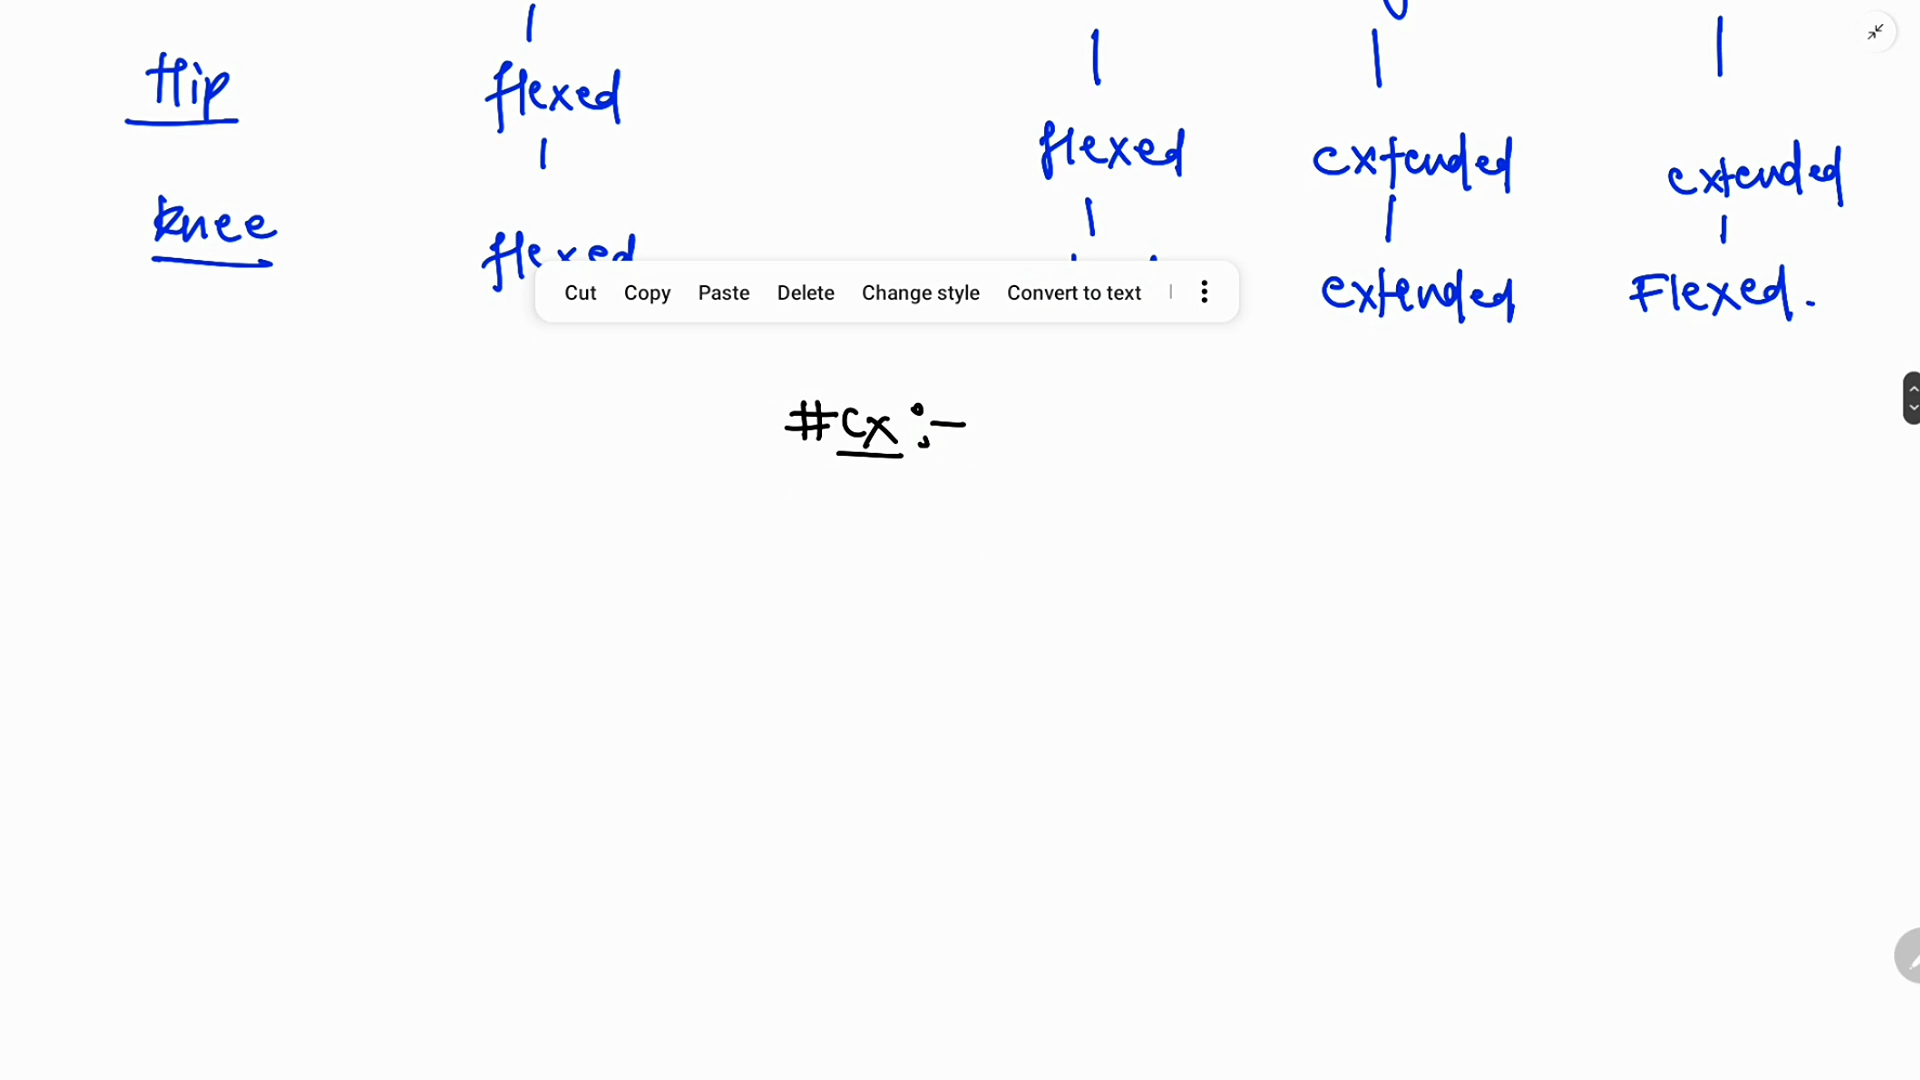 Hip flexed
flexed extended extended
Knee flexed
extended Flexed.
Cut Copy Paste Delete Change style Convert to text
#Cx :-